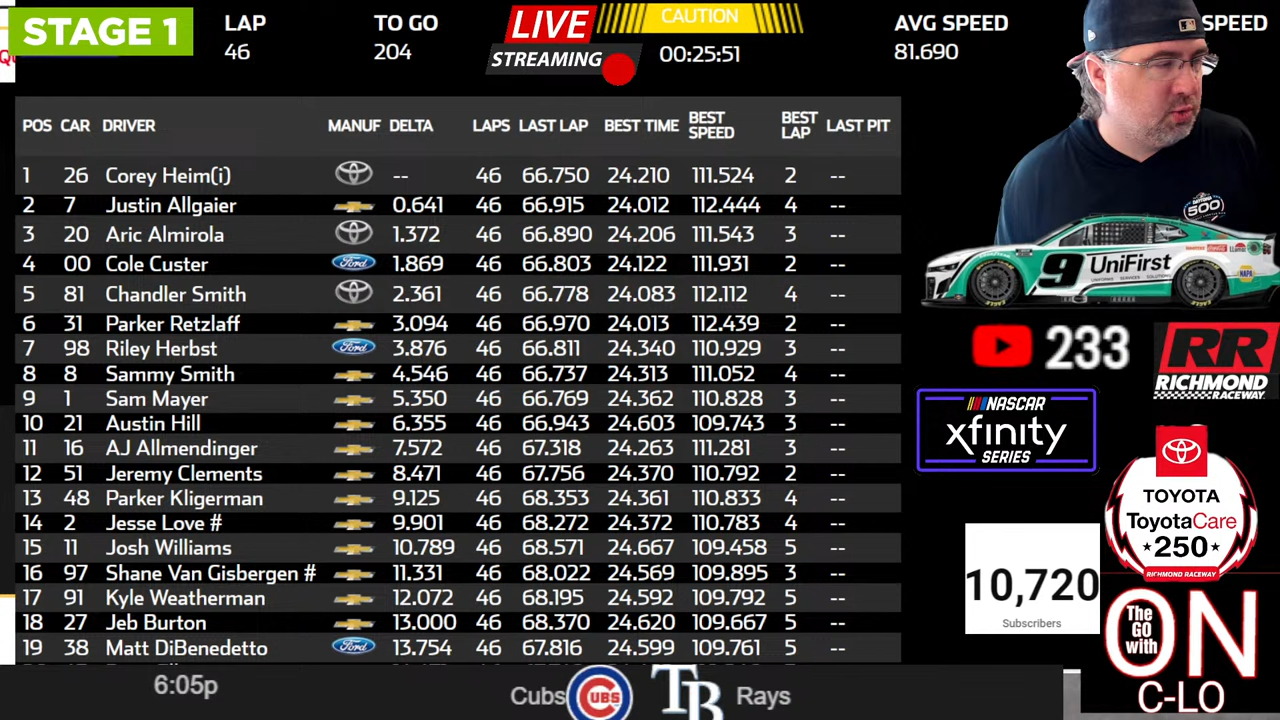 STAGE 1
LAP
46
TO GO
204
LIVE
STREAMING
CAUTION
00:25:51
AVG SPEED
81.690
SPEED
POS CAR DRIVER MANUF DELTA LAPS LAST LAP BEST TIME BEST SPEED BEST LAP LAST PIT
1 26 Corey Heim(i) -- 46 66.750 24.210 111.524 2 --
2 7 Justin Allgaier 0.641 46 66.915 24.012 112.444 4 --
3 20 Aric Almirola 1.372 46 66.890 24.206 111.543 3 --
4 00 Cole Custer Ford 1.869 46 66.803 24.122 111.931 2 --
5 81 Chandler Smith 2.361 46 66.778 24.083 112.112 4 --
6 31 Parker Retzlaff 3.094 46 66.970 24.013 112.439 2 --
7 98 Riley Herbst Ford 3.876 46 66.811 24.340 110.929 3 --
8 8 Sammy Smith 4.546 46 66.737 24.313 111.052 4 --
9 1 Sam Mayer 5.350 46 66.769 24.362 110.828 3 --
10 21 Austin Hill 6.355 46 66.943 24.603 109.743 3 --
11 16 AJ Allmendinger 7.572 46 67.318 24.263 111.281 3 --
12 51 Jeremy Clements 8.471 46 67.756 24.370 110.792 2 --
13 48 Parker Kligerman 9.125 46 68.353 24.361 110.833 4 --
14 2 Jesse Love # 9.901 46 68.272 24.372 110.783 4 --
15 11 Josh Williams 10.789 46 68.571 24.667 109.458 5 --
16 97 Shane Van Gisbergen # 11.331 46 68.022 24.569 109.895 3 --
17 91 Kyle Weatherman 12.072 46 68.195 24.592 109.792 5 --
18 27 Jeb Burton 13.000 46 68.370 24.620 109.667 5 --
19 38 Matt DiBenedetto Ford 13.754 46 67.816 24.599 109.761 5 --
DAYTONA
500
9 UniFirst
NAPA
233
RR
RICHMOND
RACEWAY
NASCAR
xfinity
SERIES
TOYOTA
ToyotaCare
250
RICHMOND RACEWAY
10,720
Subscribers
The GO with ON
C-LO
6:05p
Cubs CUBS TB Rays